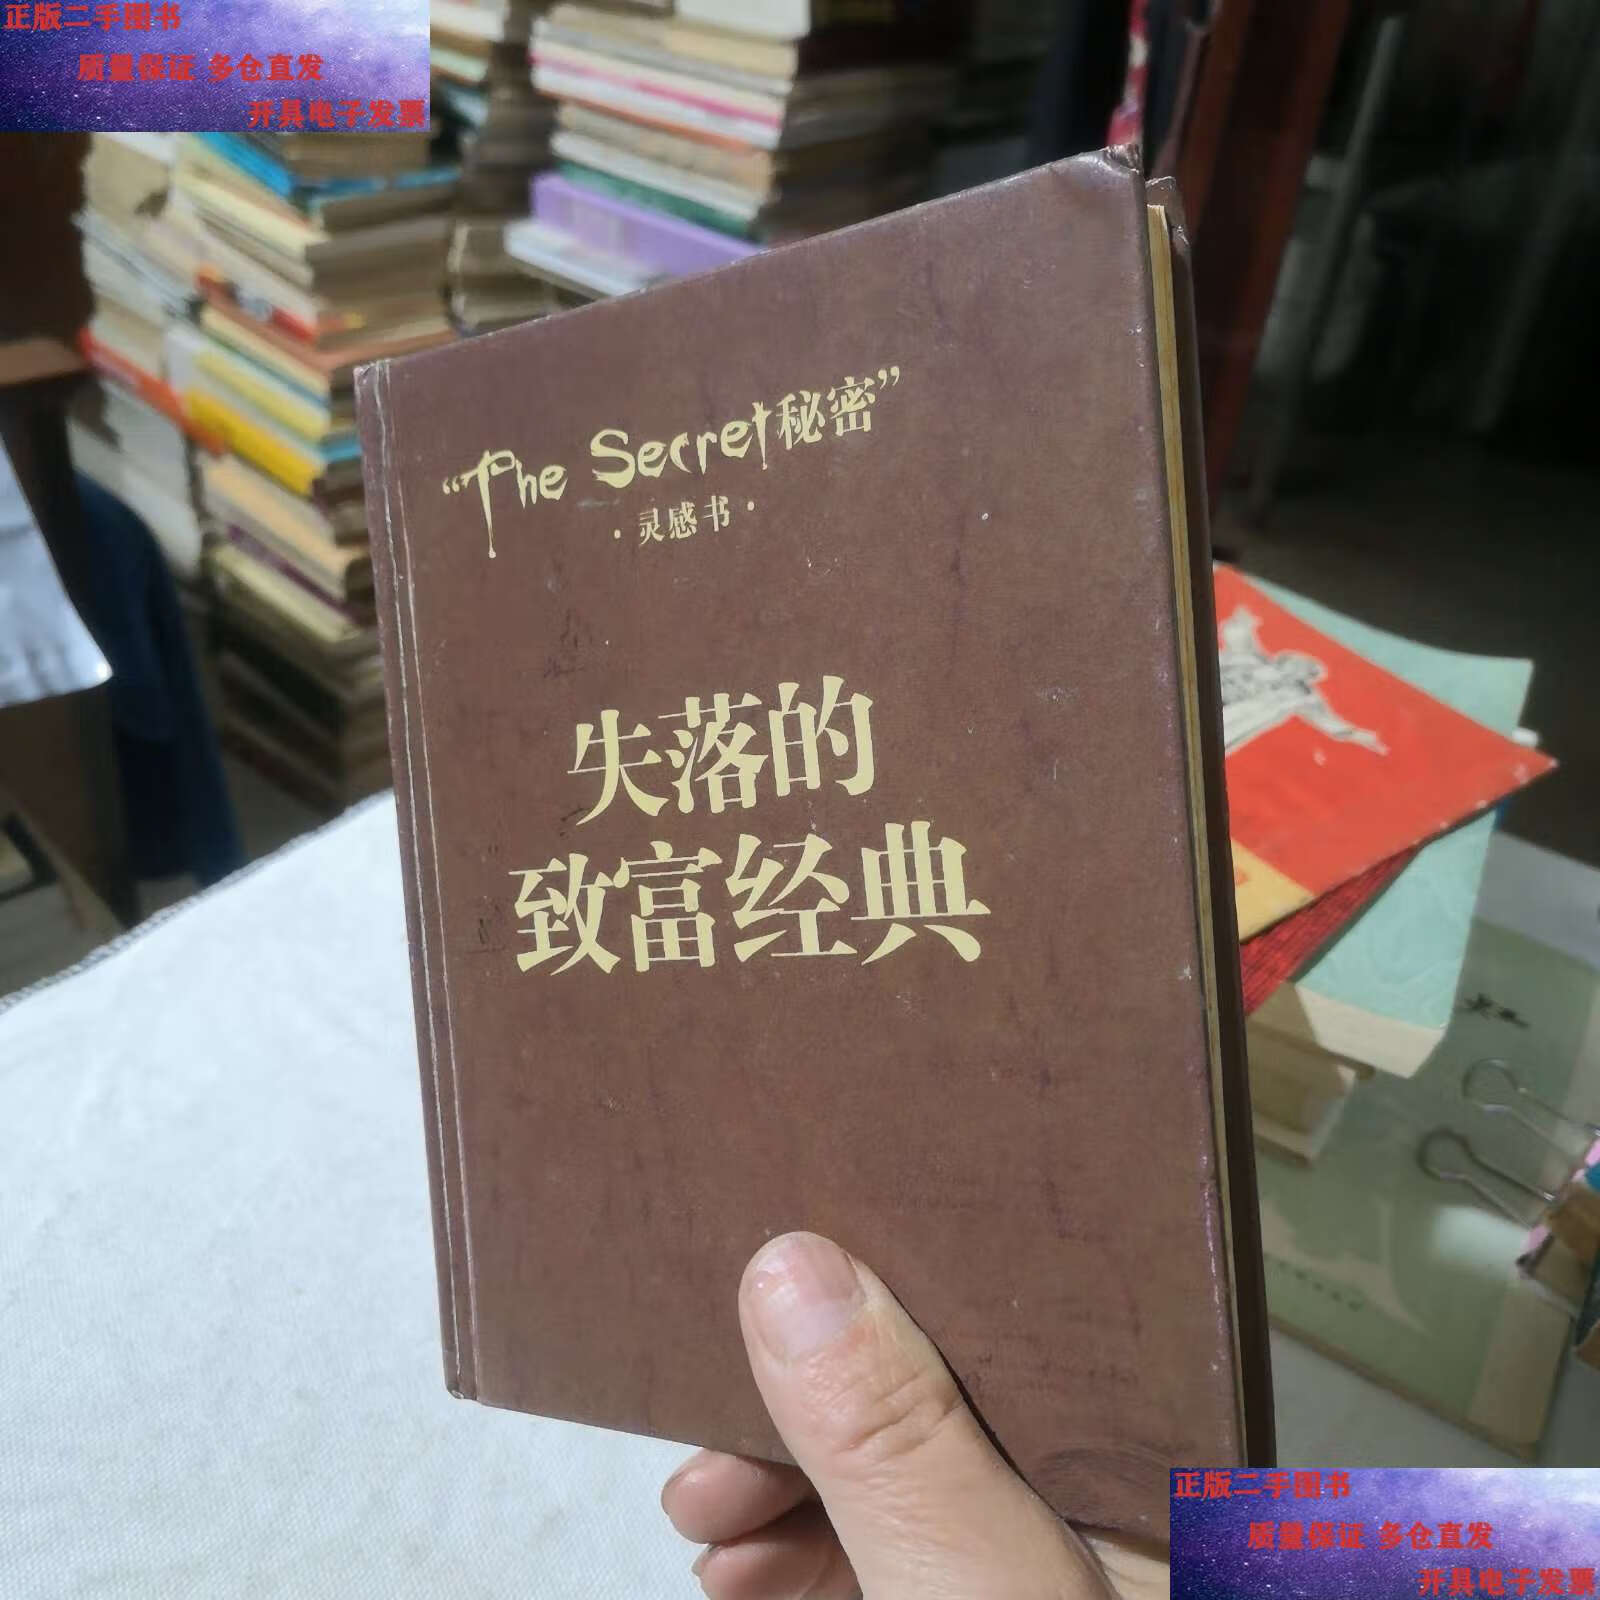 正版二手图书
质量保证 多仓直发
开具电子发票
“The Secret秘密”
·灵感书·
失落的
致富经典
正版二手图书
质量保证 多仓直发
开具电子发票